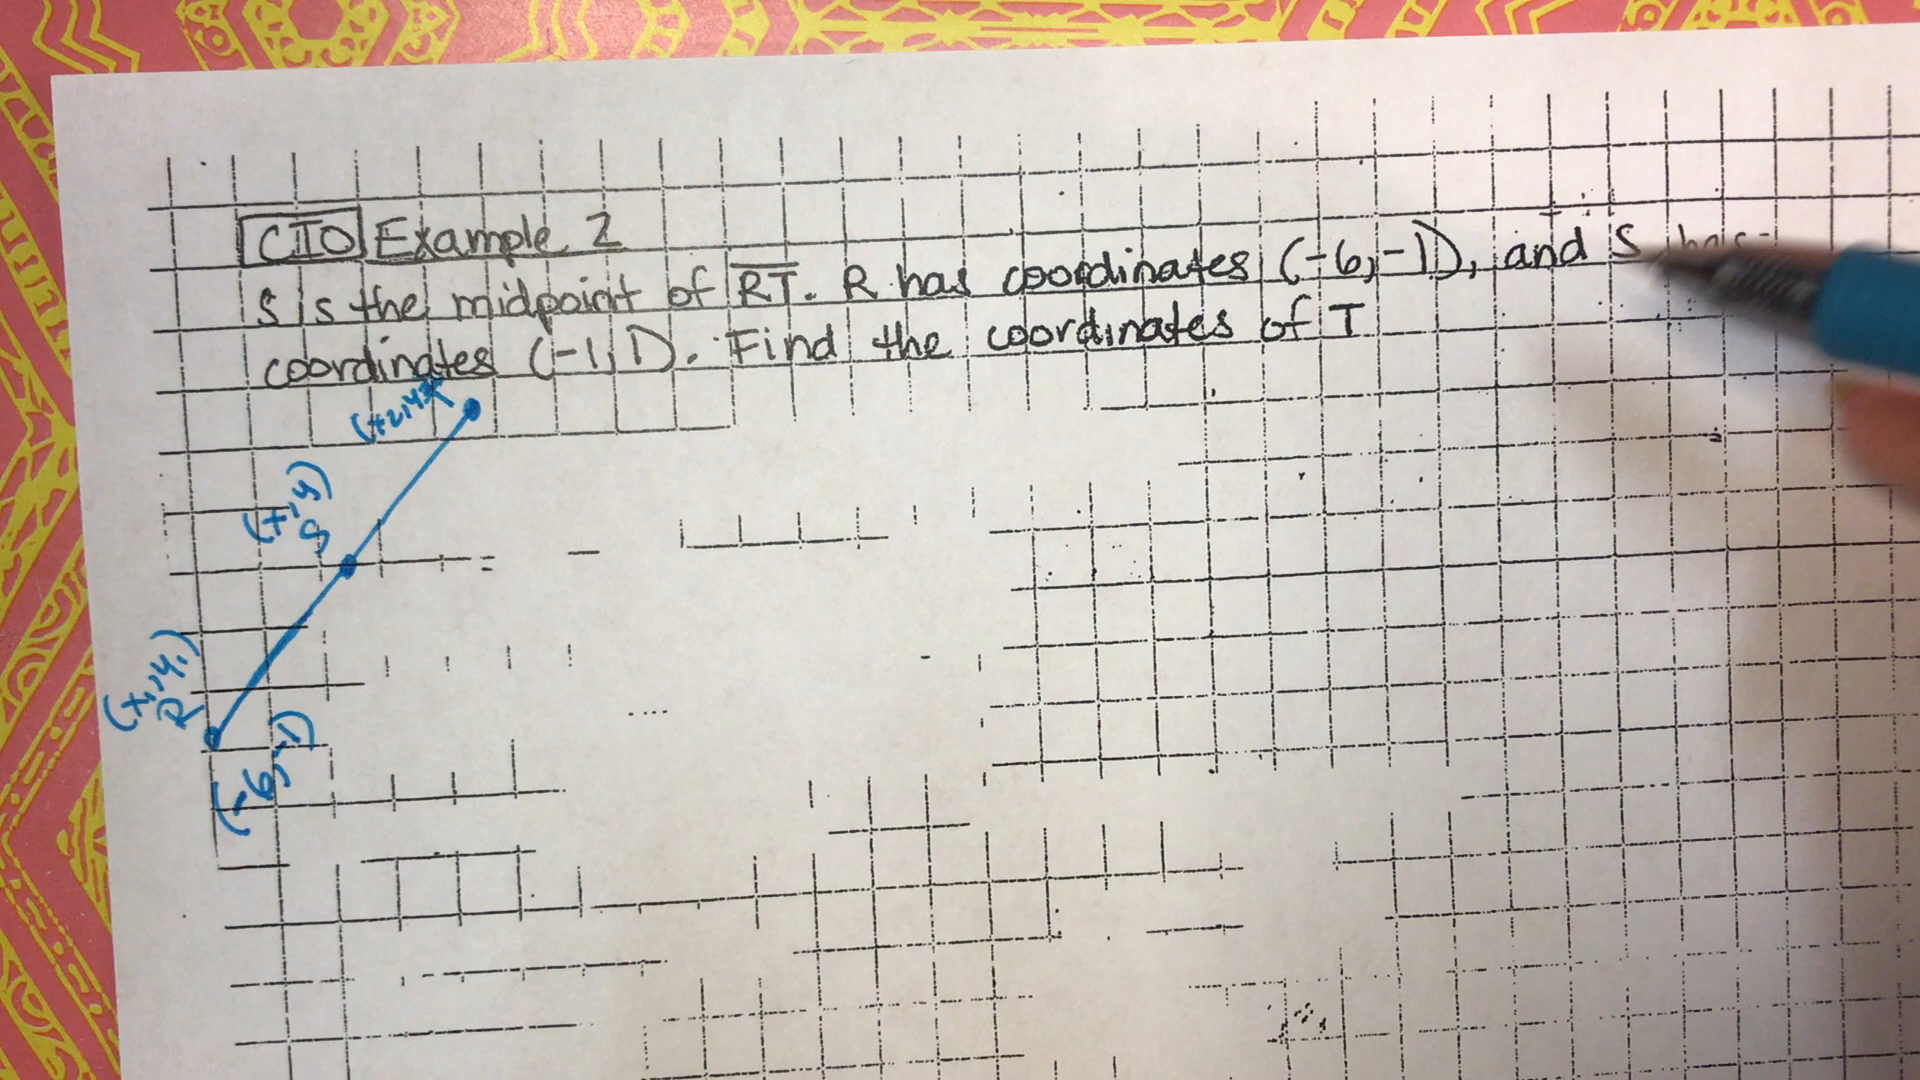 CIO Example 2
S is the midpoint of RT. R has coordinates (-6,-1), and S has
coordinates (-1,1). Find the coordinates of T
(x2,y2)
T
(x,y)
S
(x1,y1)
R
(-6,-1)